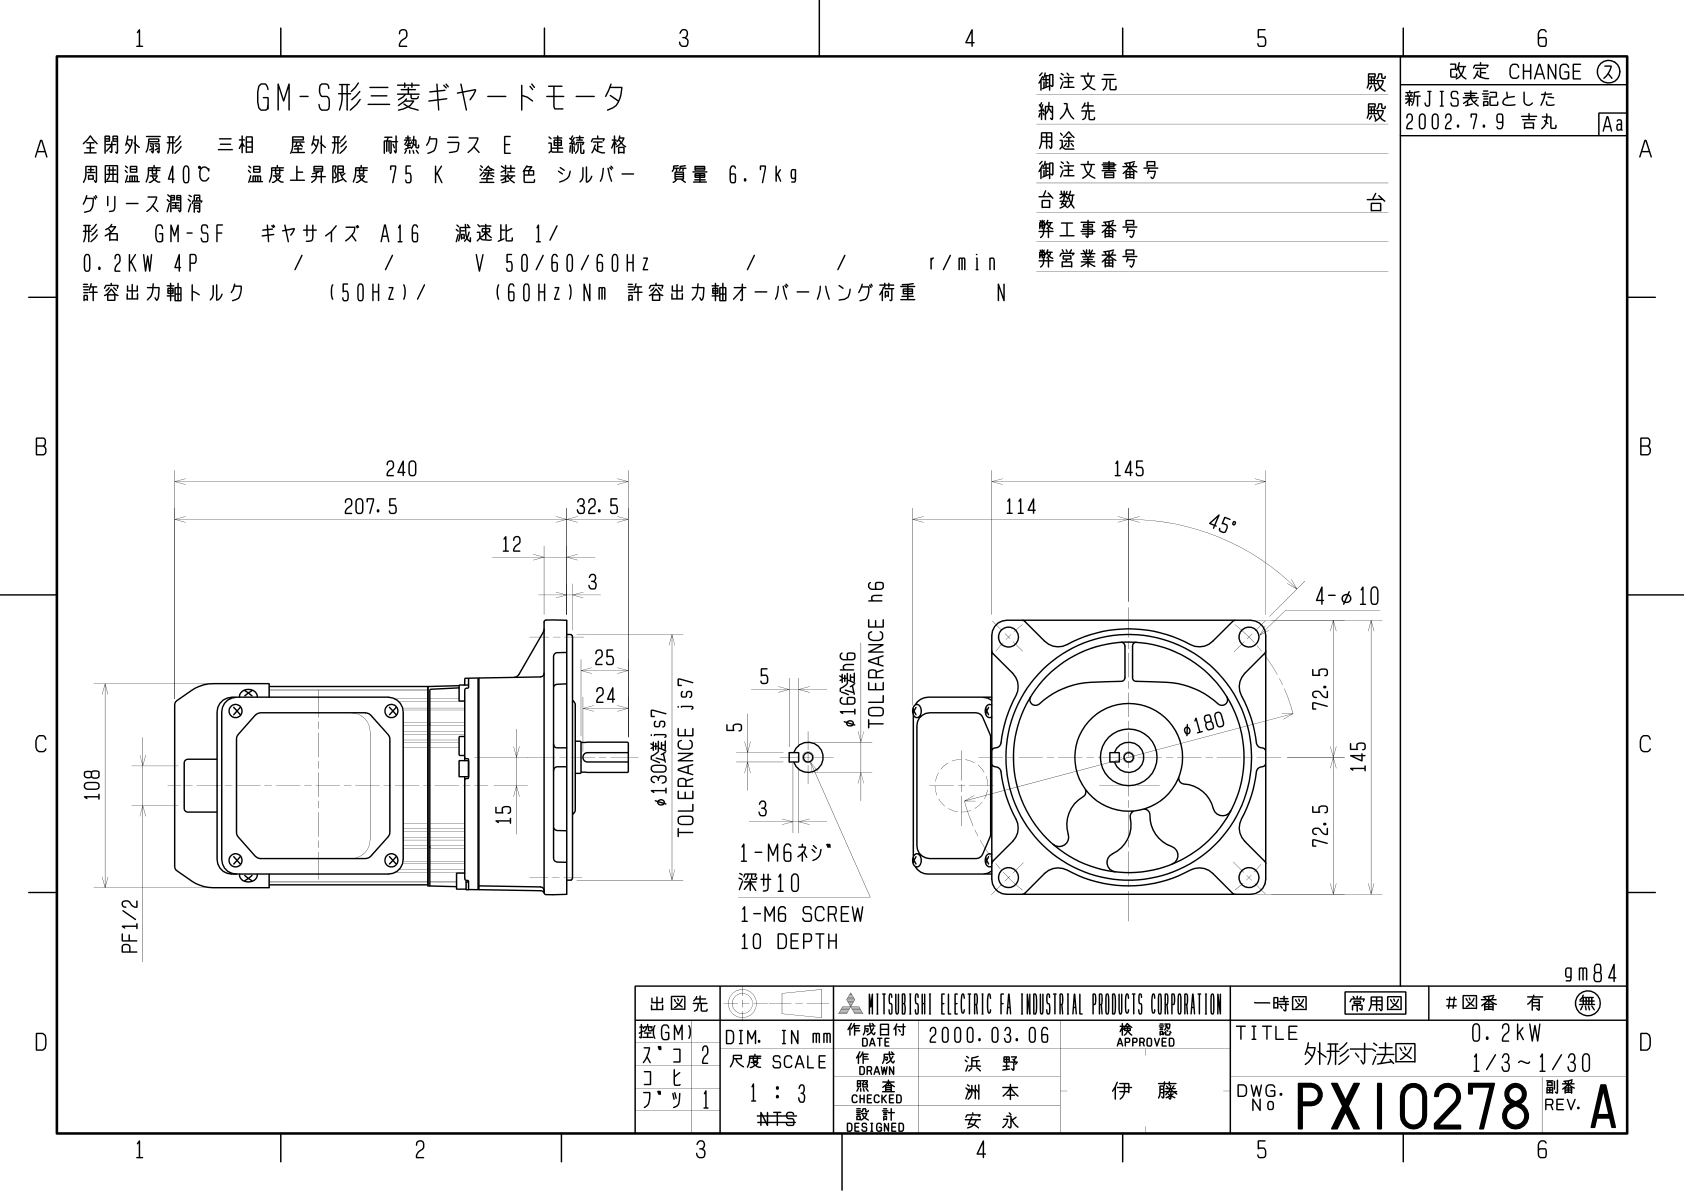 1 2 3 4 5 6
GM-S形三菱ギヤードモータ
全閉外扇形 三相 屋外形 耐熱クラス E 連続定格
周囲温度40℃ 温度上昇限度 75 K 塗装色 シルバー 質量 6.7kg
グリース潤滑
形名 GM-SF ギヤサイズ A16 減速比 1/
0.2KW 4P / / V 50/60/60Hz / / r/min
許容出力軸トルク (50Hz)/ (60Hz)Nm 許容出力軸オーバーハング荷重 N
御注文元 殿
納入先 殿
用途
御注文書番号
台数 台
弊工事番号
弊営業番号
改定 CHANGE ス
新JIS表記とした
2002.7.9 吉丸 Aa
A A
B B
C C
D D
240
207.5 32.5
12
3
25
24
108
PF1/2
15
φ130公差js7
TOLERANCE js7
5
5
3
φ16公差h6
TOLERANCE h6
1-M6ネジ
深サ10
1-M6 SCREW
10 DEPTH
145
114
45°
4-φ10
φ180
72.5
72.5
145
gm84
出図先
控(GM)
ズコ 2
コヒ
ブツ 1
DIM. IN mm
尺度 SCALE
1 : 3
NTS
MITSUBISHI ELECTRIC FA INDUSTRIAL PRODUCTS CORPORATION
作成日付 DATE 2000.03.06
作成 DRAWN 浜野
照査 CHECKED 洲本
設計 DESIGNED 安永
検認 APPROVED
伊藤
一時図 常用図 #図番 有 無
TITLE
外形寸法図
0.2kW
1/3~1/30
DWG. No PX10278
副番 REV. A
1 2 3 4 5 6